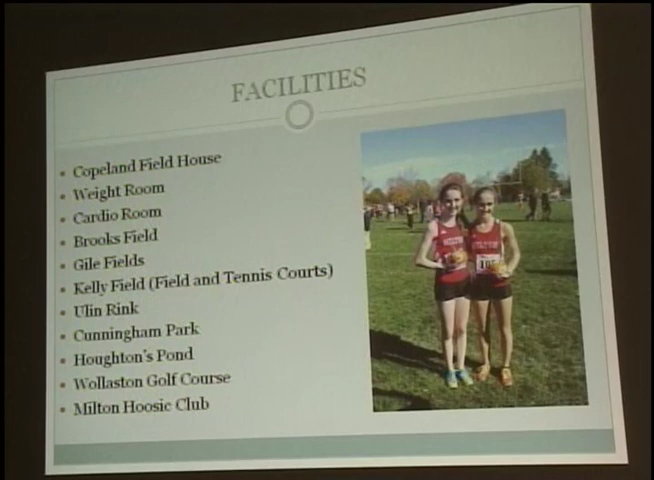 FACILITIES
Copeland Field House
Weight Room
Cardio Room
Brooks Field
Gile Fields
Kelly Field (Field and Tennis Courts)
Ulin Rink
Cunningham Park
Houghton's Pond
Wollaston Golf Course
Milton Hoosic Club